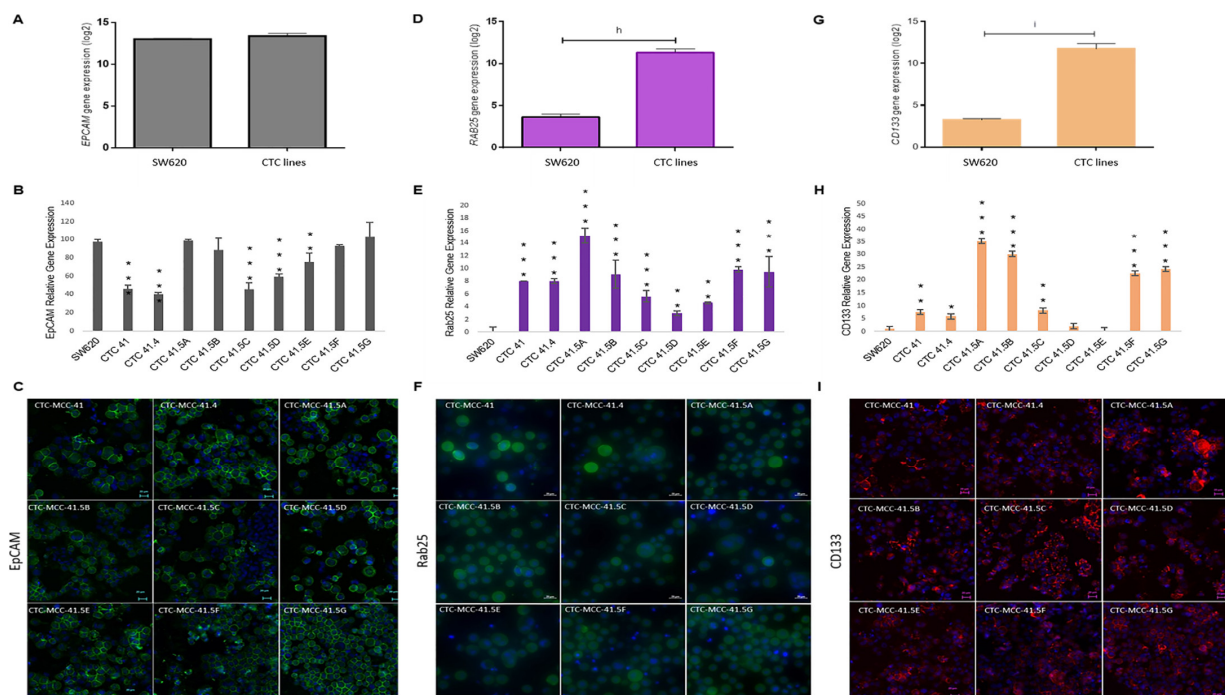 A
EPCAM gene expression (log2)
15
10
5
0
SW620
CTC lines
D
RAB25 gene expression (log2)
15
10
5
0
h
SW620
CTC lines
G
CD133 gene expression (log2)
15
10
5
0
i
SW620
CTC lines
B
EpCAM Relative Gene Expression
140
120
100
80
60
40
20
0
SW620
CTC 41
CTC 41.4
CTC 41.5A
CTC 41.5B
CTC 41.5C
CTC 41.5D
CTC 41.5E
CTC 41.5F
CTC 41.5G
E
Rab25 Relative Gene Expression
20
18
16
14
12
10
8
6
4
2
0
SW620
CTC 41
CTC 41.4
CTC 41.5A
CTC 41.5B
CTC 41.5C
CTC 41.5D
CTC 41.5E
CTC 41.5F
CTC 41.5G
H
CD133 Relative Gene Expression
50
45
40
35
30
25
20
15
10
5
0
SW620
CTC 41
CTC 41.4
CTC 41.5A
CTC 41.5B
CTC 41.5C
CTC 41.5D
CTC 41.5E
CTC 41.5F
CTC 41.5G
C
EpCAM
CTC-MCC-41
CTC-MCC-41.4
CTC-MCC-41.5A
CTC-MCC-41.5B
CTC-MCC-41.5C
CTC-MCC-41.5D
CTC-MCC-41.5E
CTC-MCC-41.5F
CTC-MCC-41.5G
F
Rab25
CTC-MCC-41
CTC-MCC-41.4
CTC-MCC-41.5A
CTC-MCC-41.5B
CTC-MCC-41.5C
CTC-MCC-41.5D
CTC-MCC-41.5E
CTC-MCC-41.5F
CTC-MCC-41.5G
I
CD133
CTC-MCC-41
CTC-MCC-41.4
CTC-MCC-41.5A
CTC-MCC-41.5B
CTC-MCC-41.5C
CTC-MCC-41.5D
CTC-MCC-41.5E
CTC-MCC-41.5F
CTC-MCC-41.5G